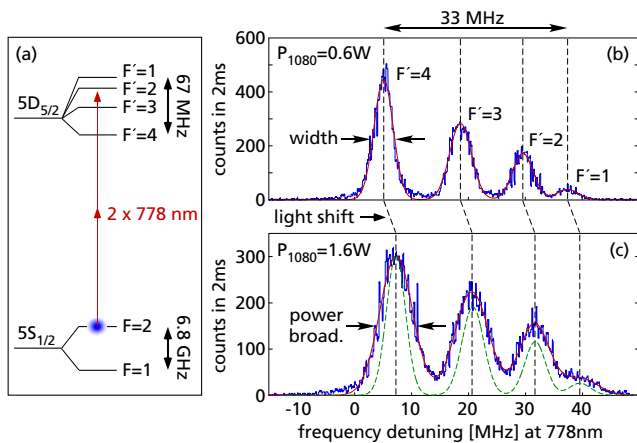 (a)
F´=1
F´=2
F´=3
F´=4
5D5/2
67 MHz
2 x 778 nm
5S1/2
F=2
F=1
6.8 GHz
33 MHz
P1080=0.6W
(b)
600
400
200
0
counts in 2ms
F´=4
F´=3
F´=2
F´=1
width
light shift
P1080=1.6W
(c)
300
200
100
0
counts in 2ms
power
broad.
-10 0 10 20 30 40
frequency detuning [MHz] at 778nm